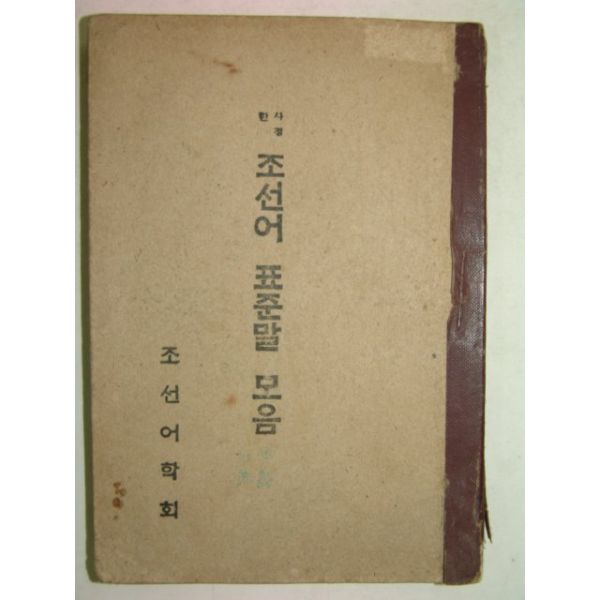 사정
한
조선어 표준말 모음
조선어학회